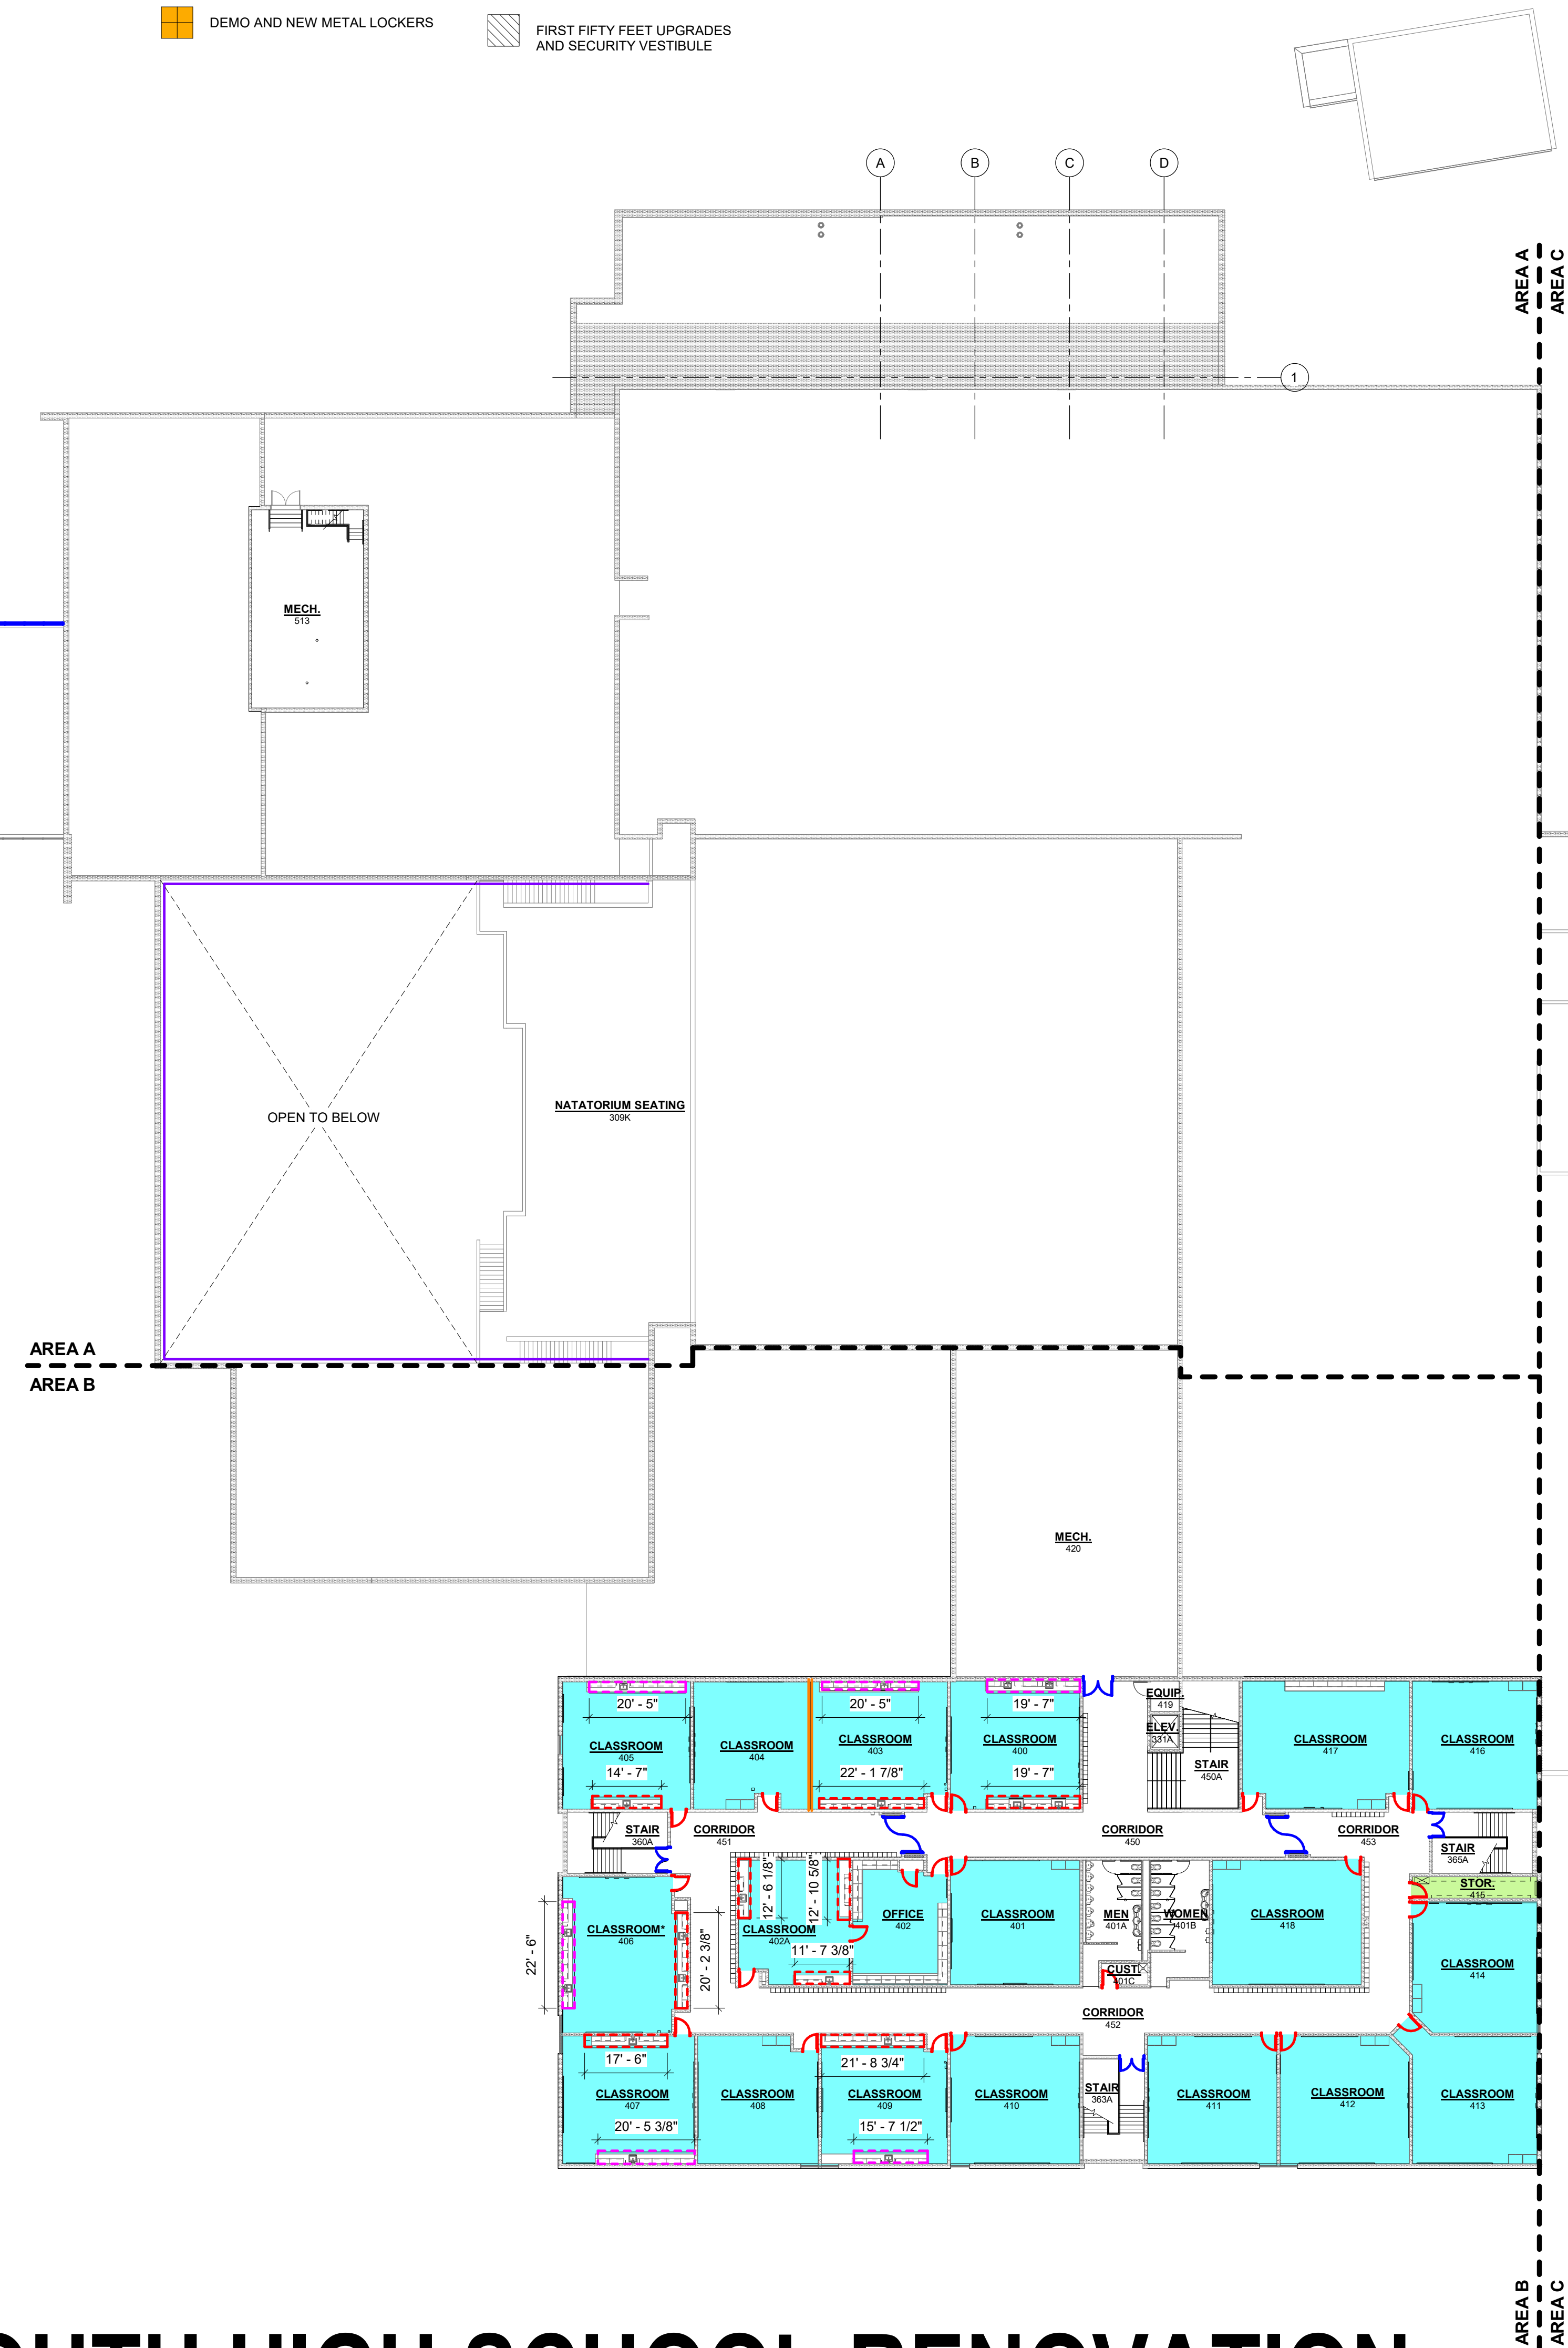 DEMO AND NEW METAL LOCKERS
FIRST FIFTY FEET UPGRADES
AND SECURITY VESTIBULE
A
B
C
D
AREA A
AREA C
1
MECH.
513
OPEN TO BELOW
NATATORIUM SEATING
309K
AREA A
AREA B
MECH.
420
20' - 5"
20' - 5"
19' - 7"
EQUIP.
419
ELEV.
331A
STAIR
450A
CLASSROOM
405
CLASSROOM
404
CLASSROOM
403
CLASSROOM
400
CLASSROOM
417
CLASSROOM
416
14' - 7"
22' - 1 7/8"
19' - 7"
STAIR
360A
CORRIDOR
451
CORRIDOR
450
CORRIDOR
453
STAIR
365A
STOR.
415
12' - 6 1/8"
12' - 10 5/8"
CLASSROOM*
406
22' - 6"
20' - 2 3/8"
CLASSROOM
402A
11' - 7 3/8"
OFFICE
402
CLASSROOM
401
MEN
401A
WOMEN
401B
CLASSROOM
418
CUST.
401C
CLASSROOM
414
CORRIDOR
452
17' - 6"
21' - 8 3/4"
CLASSROOM
407
CLASSROOM
408
CLASSROOM
409
CLASSROOM
410
STAIR
363A
CLASSROOM
411
CLASSROOM
412
CLASSROOM
413
20' - 5 3/8"
15' - 7 1/2"
AREA B
AREA C
OUTH HIGH SCHOOL RENOVATION